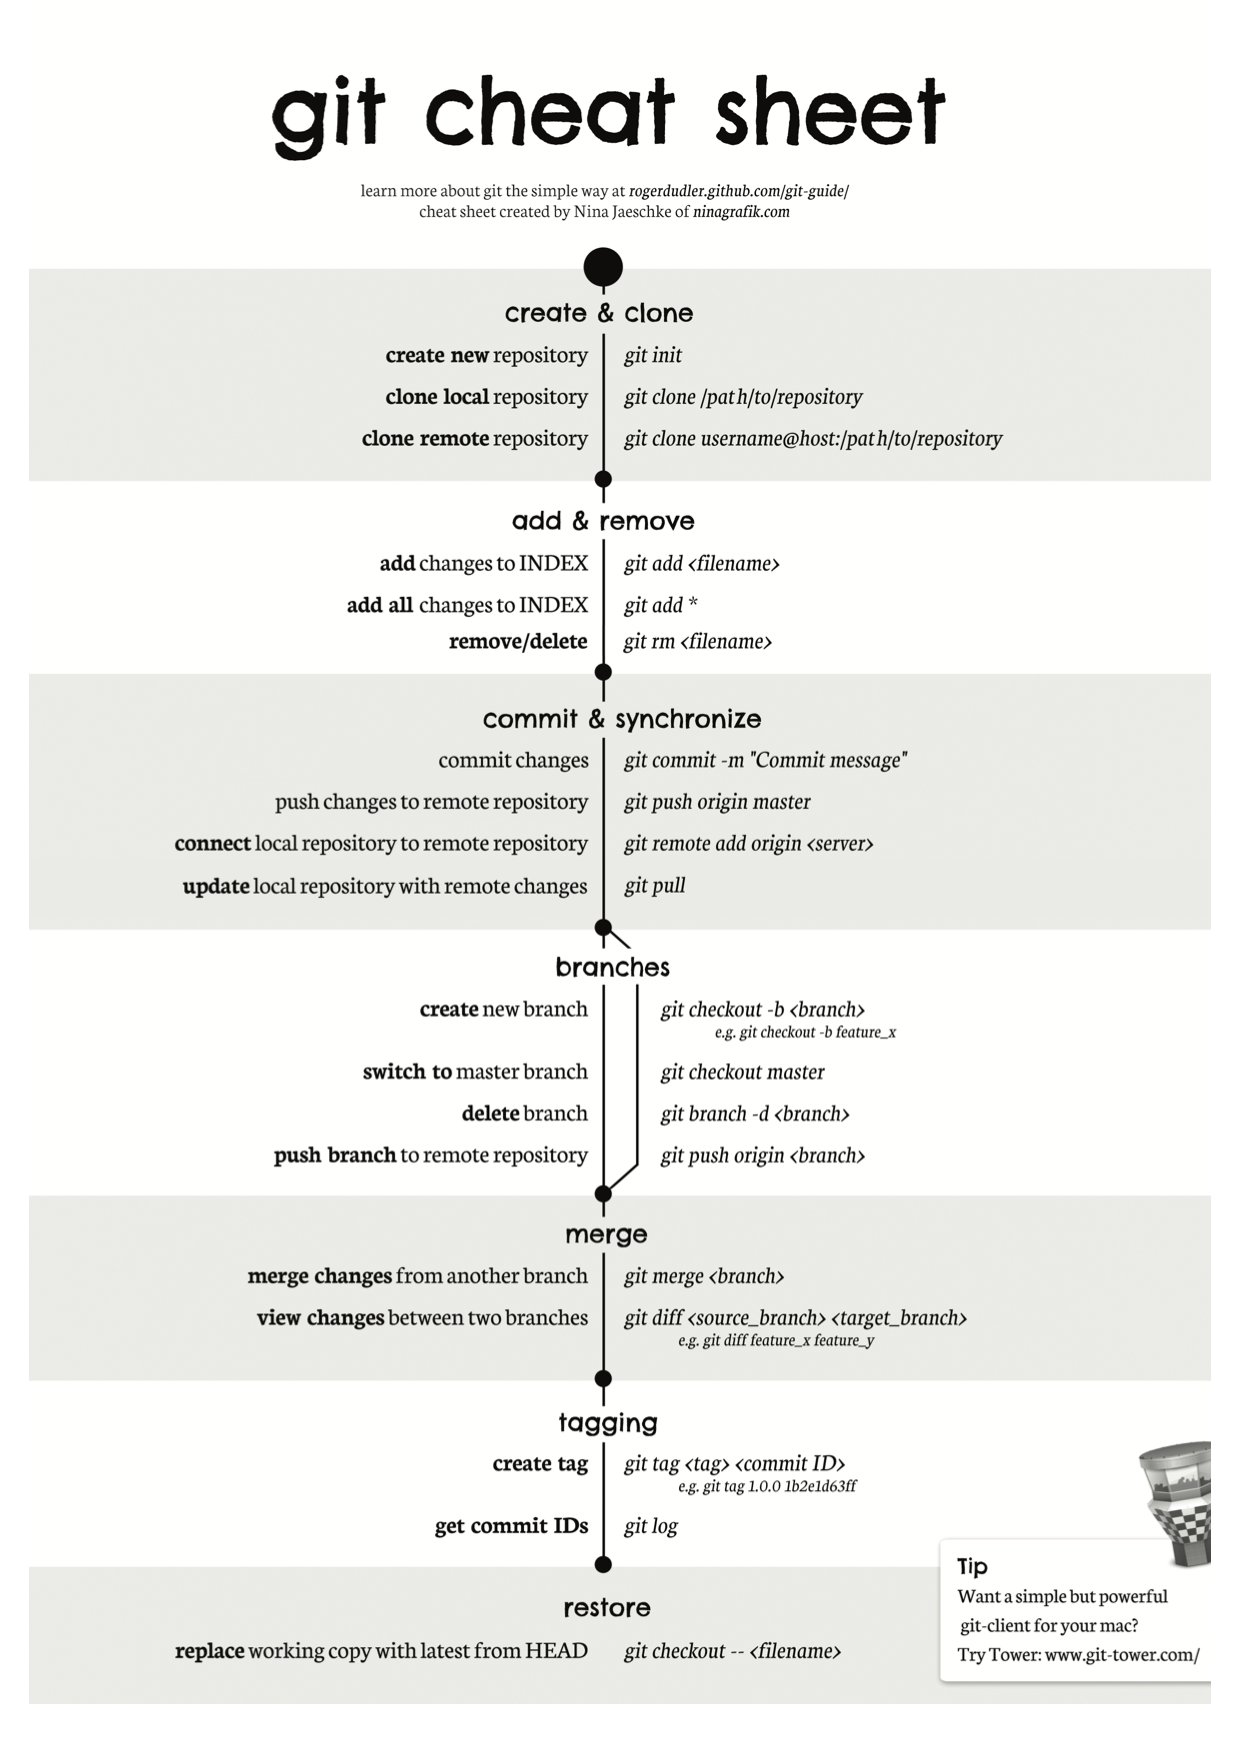 git cheat sheet
learn more about git the simple way at rogerdudler.github.com/git-guide/
cheat sheet created by Nina Jaeschke of ninagrafik.com
create & clone
create new repository git init
clone local repository git clone /path/to/repository
clone remote repository git clone username@host:/path/to/repository
add & remove
add changes to INDEX git add <filename>
add all changes to INDEX git add *
remove/delete git rm <filename>
commit & synchronize
commit changes git commit -m "Commit message"
push changes to remote repository git push origin master
connect local repository to remote repository git remote add origin <server>
update local repository with remote changes git pull
branches
create new branch git checkout -b <branch>
e.g. git checkout -b feature_x
switch to master branch git checkout master
delete branch git branch -d <branch>
push branch to remote repository git push origin <branch>
merge
merge changes from another branch git merge <branch>
view changes between two branches git diff <source_branch> <target_branch>
e.g. git diff feature_x feature_y
tagging
create tag git tag <tag> <commit ID>
e.g. git tag 1.0.0 1b2e1d63ff
get commit IDs git log
restore
replace working copy with latest from HEAD git checkout -- <filename>
Tip
Want a simple but powerful
git-client for your mac?
Try Tower: www.git-tower.com/